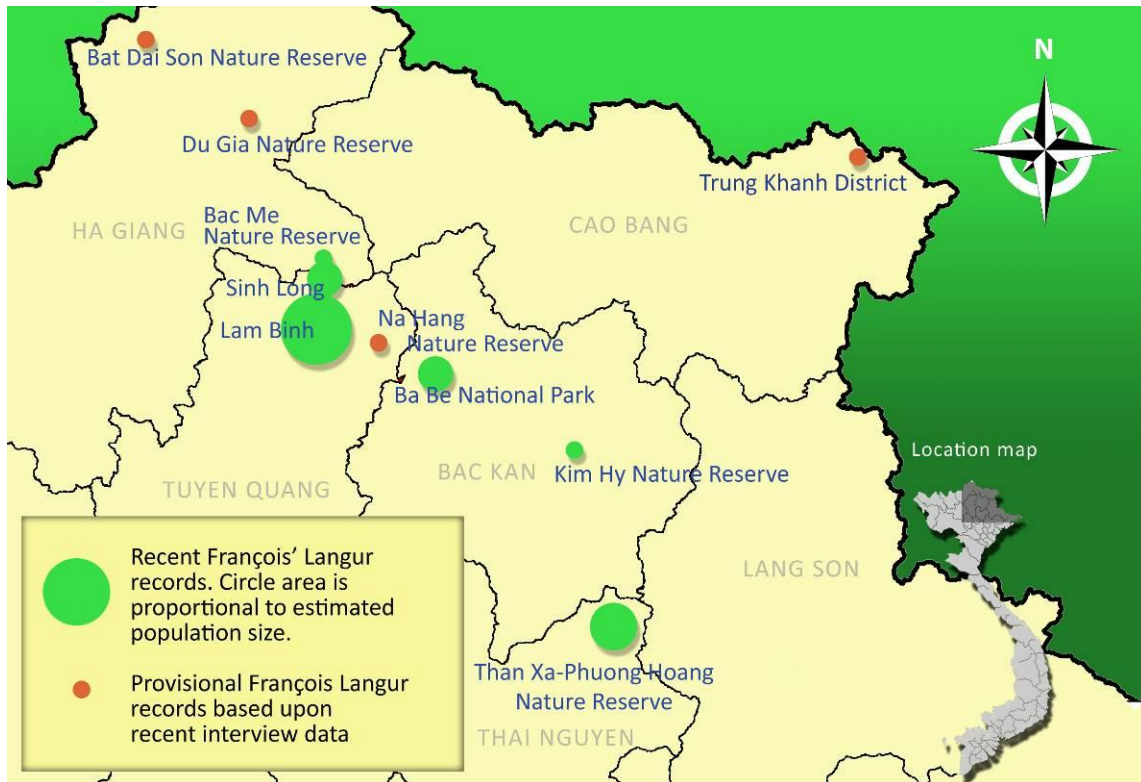 N
Bat Dai Son Nature Reserve
Du Gia Nature Reserve
Trung Khanh District
Bac Me
Nature Reserve
HA GIANG
CAO BANG
Sinh Long
Lam Binh
Na Hang
Nature Reserve
Ba Be National Park
Location map
BAC KAN
Kim Hy Nature Reserve
TUYEN QUANG
LANG SON
Recent François’ Langur
records. Circle area is
proportional to estimated
population size.
Provisional François Langur
records based upon
recent interview data
Than Xa-Phuong Hoang
Nature Reserve
THAI NGUYEN